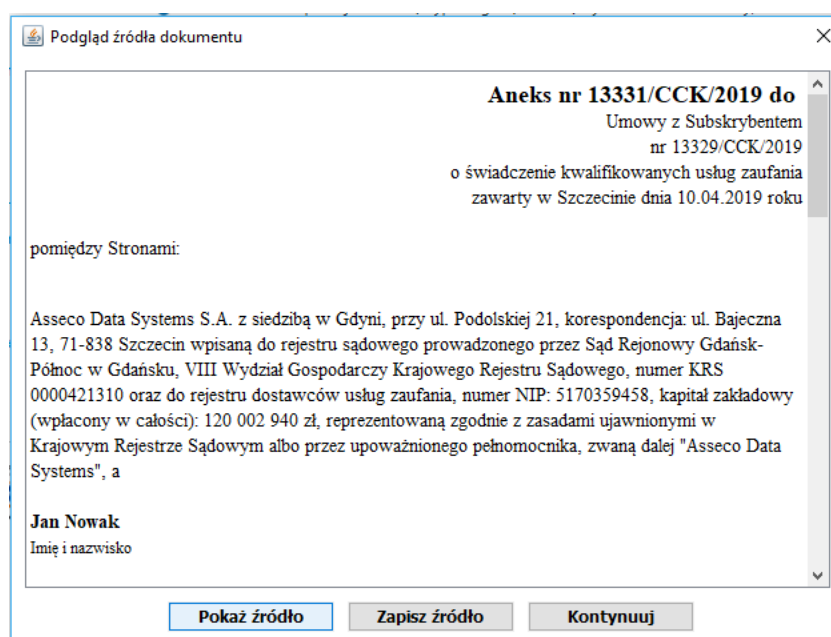 Podgląd źródła dokumentu
Aneks nr 13331/CCK/2019 do
Umowy z Subskrybentem
nr 13329/CCK/2019
o świadczenie kwalifikowanych usług zaufania
zawarty w Szczecinie dnia 10.04.2019 roku
pomiędzy Stronami:
Asseco Data Systems S.A. z siedzibą w Gdyni, przy ul. Podolskiej 21, korespondencja: ul. Bajeczna
13, 71-838 Szczecin wpisaną do rejestru sądowego prowadzonego przez Sąd Rejonowy Gdańsk-
Północ w Gdańsku, VIII Wydział Gospodarczy Krajowego Rejestru Sądowego, numer KRS
0000421310 oraz do rejestru dostawców usług zaufania, numer NIP: 5170359458, kapitał zakładowy
(wpłacony w całości): 120 002 940 zł, reprezentowaną zgodnie z zasadami ujawnionymi w
Krajowym Rejestrze Sądowym albo przez upoważnionego pełnomocnika, zwaną dalej "Asseco Data
Systems", a
Jan Nowak
Imię i nazwisko
Pokaż źródło
Zapisz źródło
Kontynuuj